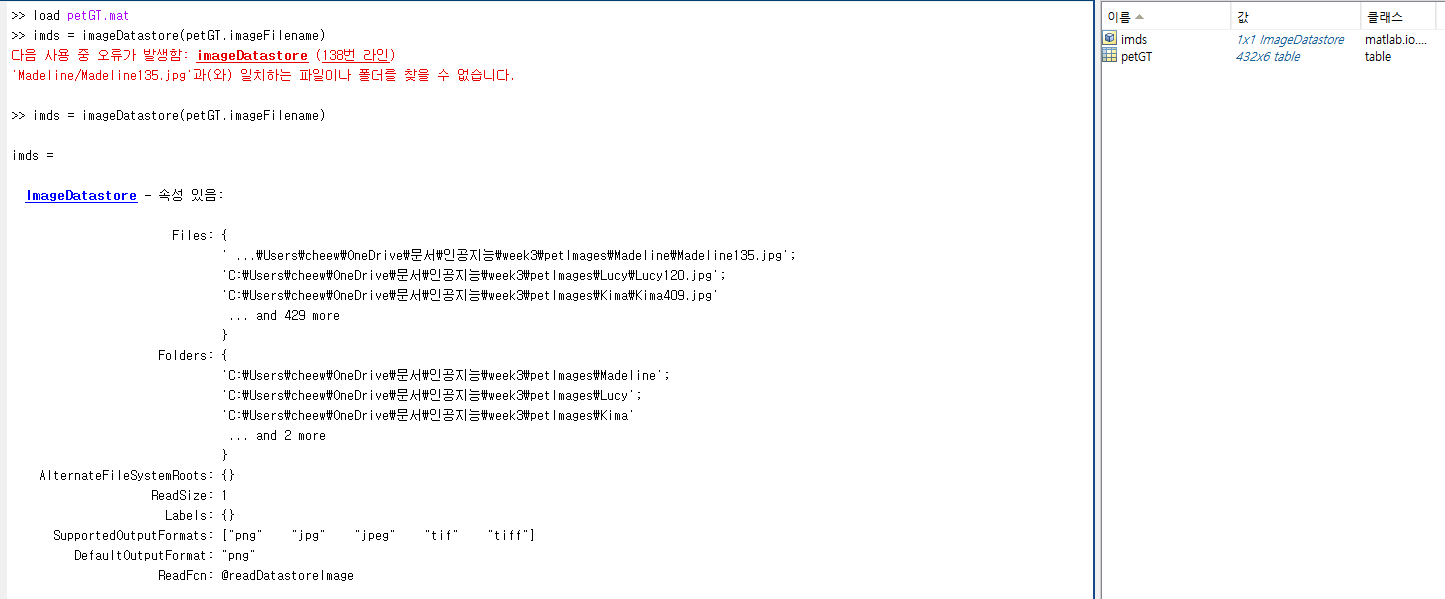 >> load petGT.mat
>> imds = imageDatastore(petGT.imageFilename)
다음 사용 중 오류가 발생함: imageDatastore (138번 라인)
'Madeline/Madeline135.jpg'과(와) 일치하는 파일이나 폴더를 찾을 수 없습니다.
>> imds = imageDatastore(petGT.imageFilename)
imds =
ImageDatastore - 속성 있음:
Files: {
' ...₩Users₩cheew₩OneDrive₩문서₩인공지능₩week3₩petImages₩Madeline₩Madeline135.jpg';
'C:₩Users₩cheew₩OneDrive₩문서₩인공지능₩week3₩petImages₩Lucy₩Lucy120.jpg';
'C:₩Users₩cheew₩OneDrive₩문서₩인공지능₩week3₩petImages₩Kima₩Kima409.jpg'
... and 429 more
}
Folders: {
'C:₩Users₩cheew₩OneDrive₩문서₩인공지능₩week3₩petImages₩Madeline';
'C:₩Users₩cheew₩OneDrive₩문서₩인공지능₩week3₩petImages₩Lucy';
'C:₩Users₩cheew₩OneDrive₩문서₩인공지능₩week3₩petImages₩Kima'
... and 2 more
}
AlternateFileSystemRoots: {}
ReadSize: 1
Labels: {}
SupportedOutputFormats: ["png" "jpg" "jpeg" "tif" "tiff"]
DefaultOutputFormat: "png"
ReadFcn: @readDatastoreImage
이름 값 클래스
imds 1x1 ImageDatastore matlab.io....
petGT 432x6 table table